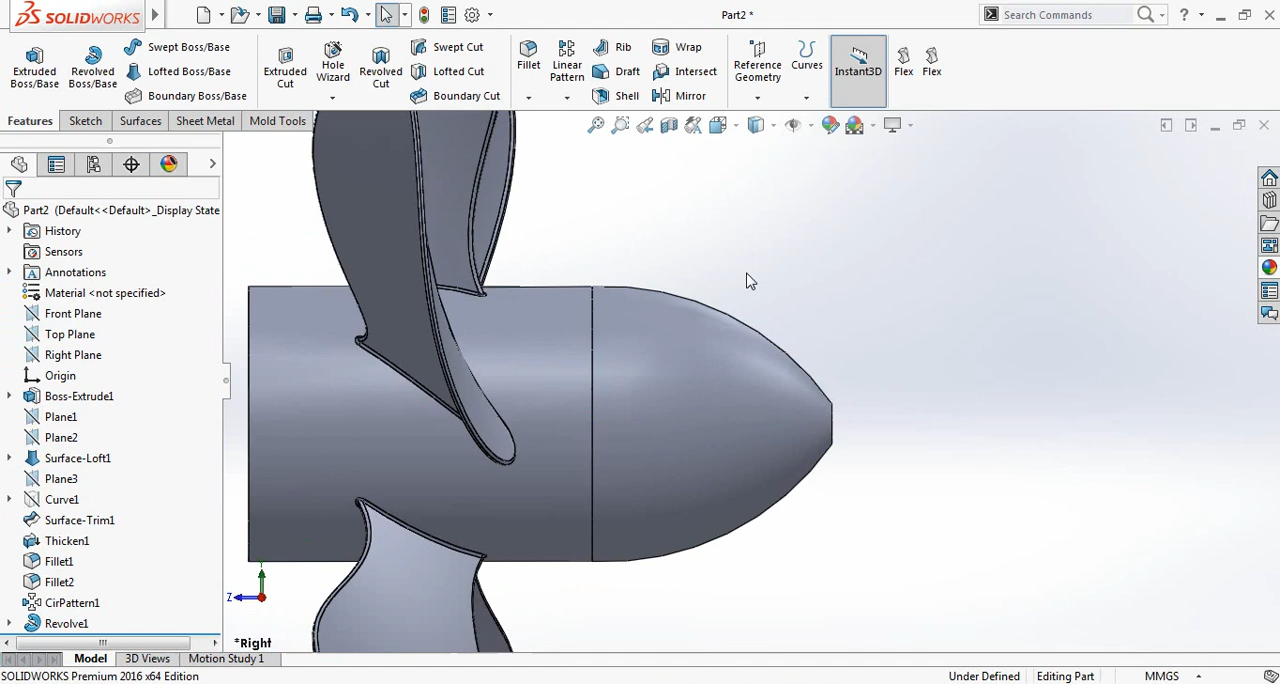 SOLIDWORKS
Part2 *
Search Commands
Extruded Boss/Base
Revolved Boss/Base
Swept Boss/Base
Lofted Boss/Base
Boundary Boss/Base
Extruded Cut
Hole Wizard
Revolved Cut
Swept Cut
Lofted Cut
Boundary Cut
Fillet
Linear Pattern
Rib
Draft
Shell
Wrap
Intersect
Mirror
Reference Geometry
Curves
Instant3D
Flex
Flex
Features
Sketch
Surfaces
Sheet Metal
Mold Tools
Part2 (Default<<Default>_Display State
History
Sensors
Annotations
Material <not specified>
Front Plane
Top Plane
Right Plane
Origin
Boss-Extrude1
Plane1
Plane2
Surface-Loft1
Plane3
Curve1
Surface-Trim1
Thicken1
Fillet1
Fillet2
CirPattern1
Revolve1
Y
Z
*Right
Model
3D Views
Motion Study 1
SOLIDWORKS Premium 2016 x64 Edition
Under Defined
Editing Part
MMGS